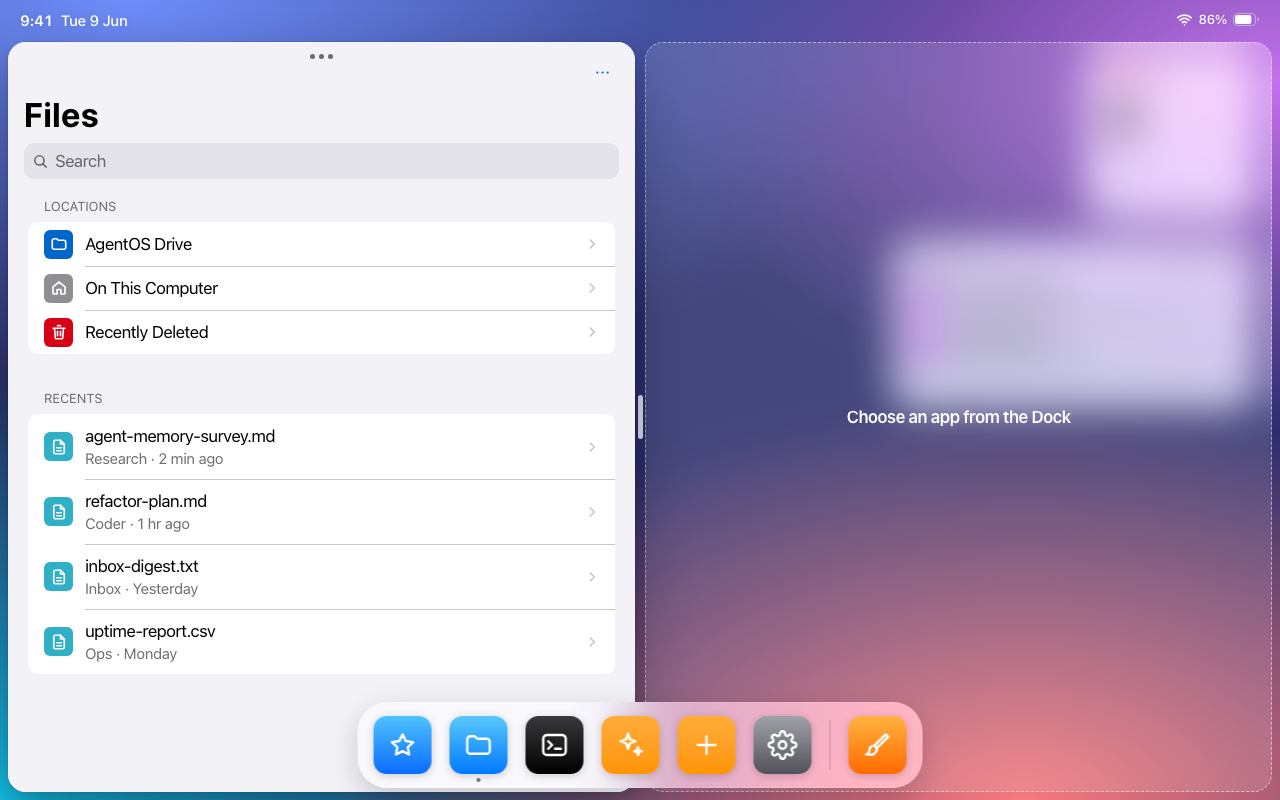 9:41 Tue 9 Jun
86%
Files
Search
LOCATIONS
AgentOS Drive
On This Computer
Recently Deleted
RECENTS
agent-memory-survey.md
Research · 2 min ago
refactor-plan.md
Coder · 1 hr ago
inbox-digest.txt
Inbox · Yesterday
uptime-report.csv
Ops · Monday
Choose an app from the Dock